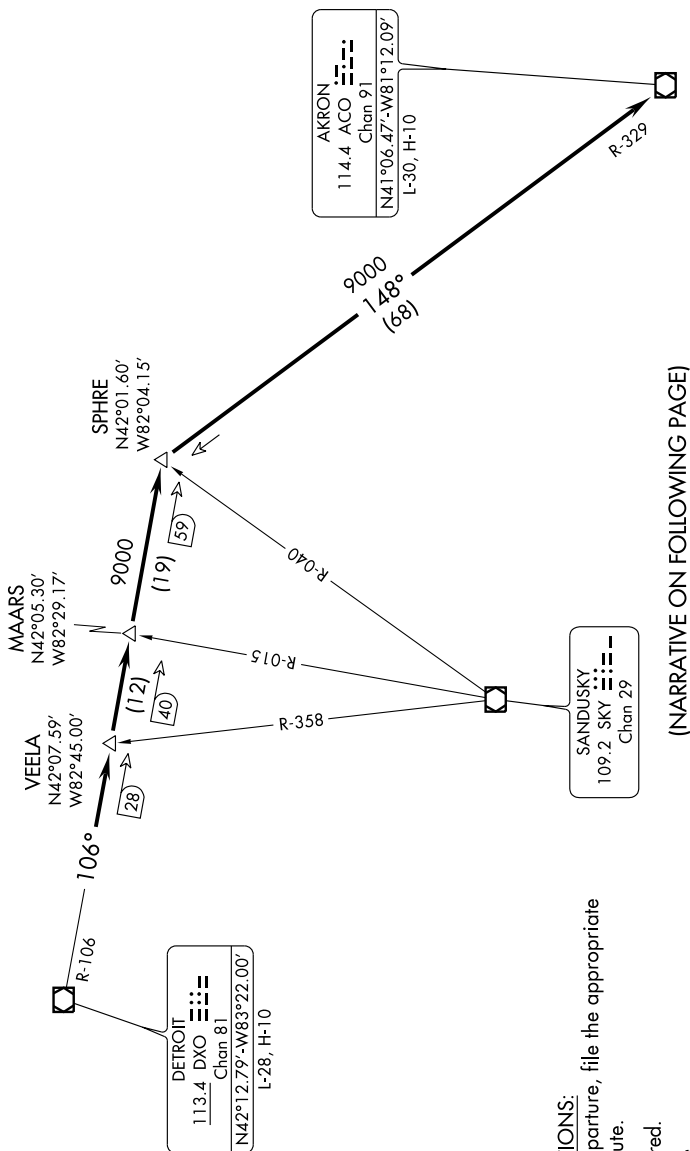 AKRON
114.4 ACO
Chan 91
N41°06.47'-W81°12.09'
L-30, H-10
R-329
9000
148°
(68)
SPHRE
N42°01.60'
W82°04.15'
9000
(19)
59
MAARS
N42°05.30'
W82°29.17'
(12)
40
VEELA
N42°07.59'
W82°45.00'
28
106°
R-106
R-040
R-015
R-358
DETROIT
113.4 DXO
Chan 81
N42°12.79'-W83°22.00'
L-28, H-10
SANDUSKY
109.2 SKY
Chan 29
(NARRATIVE ON FOLLOWING PAGE)
IONS:
parture, file the appropriate
ute.
red.